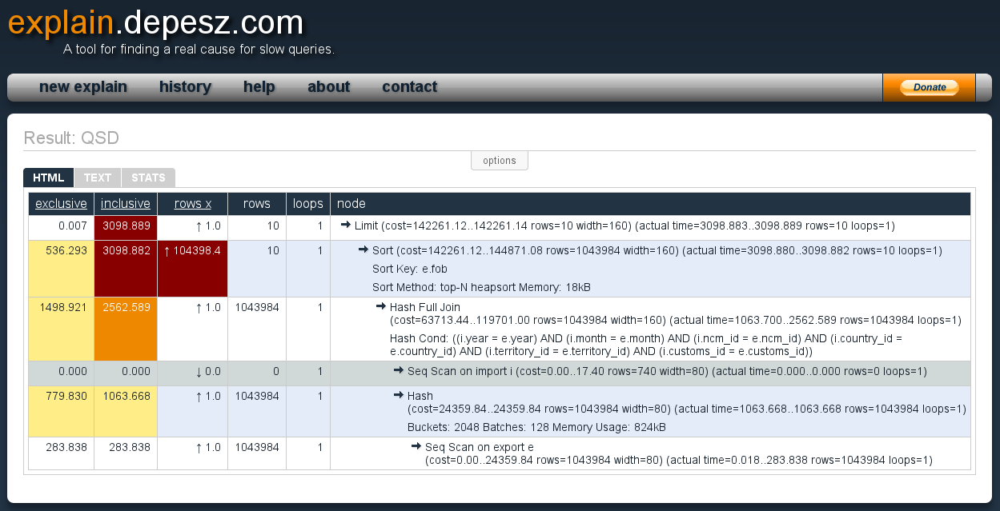 explain.depesz.com
A tool for finding a real cause for slow queries.
new explain history help about contact Donate
Result: QSD
options
HTML TEXT STATS
exclusive inclusive rows x rows loops node
0.007 3098.889 ↑ 1.0 10 1 → Limit (cost=142261.12..142261.14 rows=10 width=160) (actual time=3098.883..3098.889 rows=10 loops=1)
536.293 3098.882 ↑ 104398.4 10 1 → Sort (cost=142261.12..144871.08 rows=1043984 width=160) (actual time=3098.880..3098.882 rows=10 loops=1)
Sort Key: e.fob
Sort Method: top-N heapsort Memory: 18kB
1498.921 2562.589 ↑ 1.0 1043984 1 → Hash Full Join
(cost=63713.44..119701.00 rows=1043984 width=160) (actual time=1063.700..2562.589 rows=1043984 loops=1)
Hash Cond: ((i.year = e.year) AND (i.month = e.month) AND (i.ncm_id = e.ncm_id) AND (i.country_id =
e.country_id) AND (i.territory_id = e.territory_id) AND (i.customs_id = e.customs_id))
0.000 0.000 ↓ 0.0 0 1 → Seq Scan on import i (cost=0.00..17.40 rows=740 width=80) (actual time=0.000..0.000 rows=0 loops=1)
779.830 1063.668 ↑ 1.0 1043984 1 → Hash
(cost=24359.84..24359.84 rows=1043984 width=80) (actual time=1063.668..1063.668 rows=1043984 loops=1)
Buckets: 2048 Batches: 128 Memory Usage: 824kB
283.838 283.838 ↑ 1.0 1043984 1 → Seq Scan on export e
(cost=0.00..24359.84 rows=1043984 width=80) (actual time=0.018..283.838 rows=1043984 loops=1)